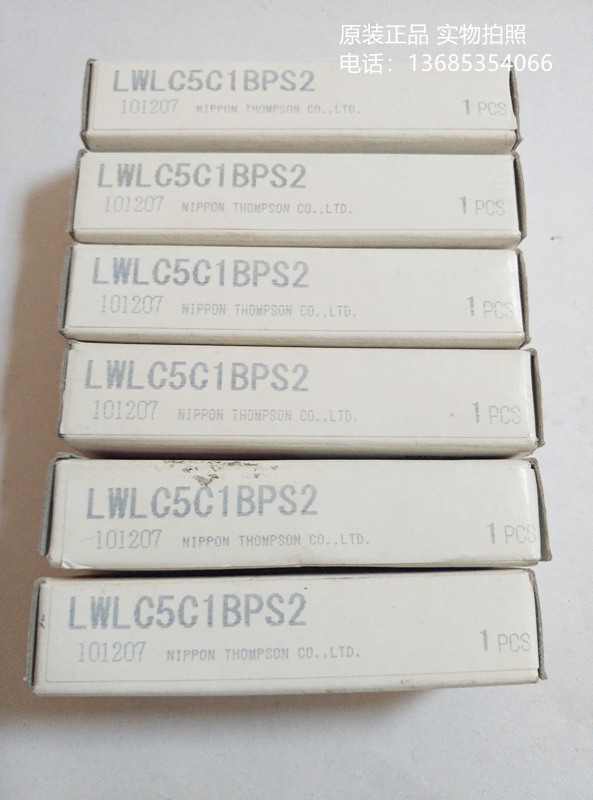 原装正品 实物拍照
电话：13685354066
LWLC5C1BPS2
101207 NIPPON THOMPSON CO.,LTD. 1 PCS
LWLC5C1BPS2
101207 NIPPON THOMPSON CO.,LTD. 1 PCS
LWLC5C1BPS2
101207 NIPPON THOMPSON CO.,LTD. 1 PCS
LWLC5C1BPS2
101207 NIPPON THOMPSON CO.,LTD. 1 PCS
LWLC5C1BPS2
101207 NIPPON THOMPSON CO.,LTD. 1 PCS
LWLC5C1BPS2
101207 NIPPON THOMPSON CO.,LTD. 1 PCS